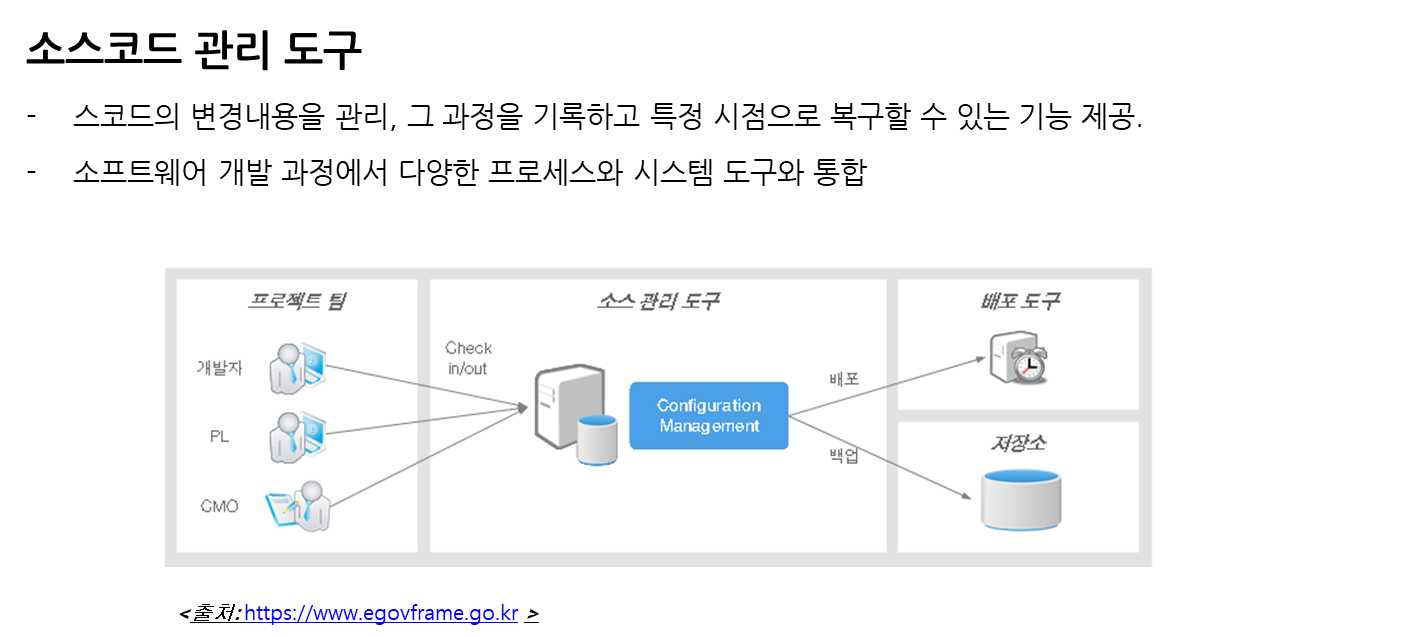 소스코드 관리 도구
- 스코드의 변경내용을 관리, 그 과정을 기록하고 특정 시점으로 복구할 수 있는 기능 제공.
- 소프트웨어 개발 과정에서 다양한 프로세스와 시스템 도구와 통합
프로젝트 팀
개발자
PL
CMO
소스 관리 도구
Check
in/out
Configuration
Management
배포
백업
배포 도구
저장소
<출처:https://www.egovframe.go.kr >